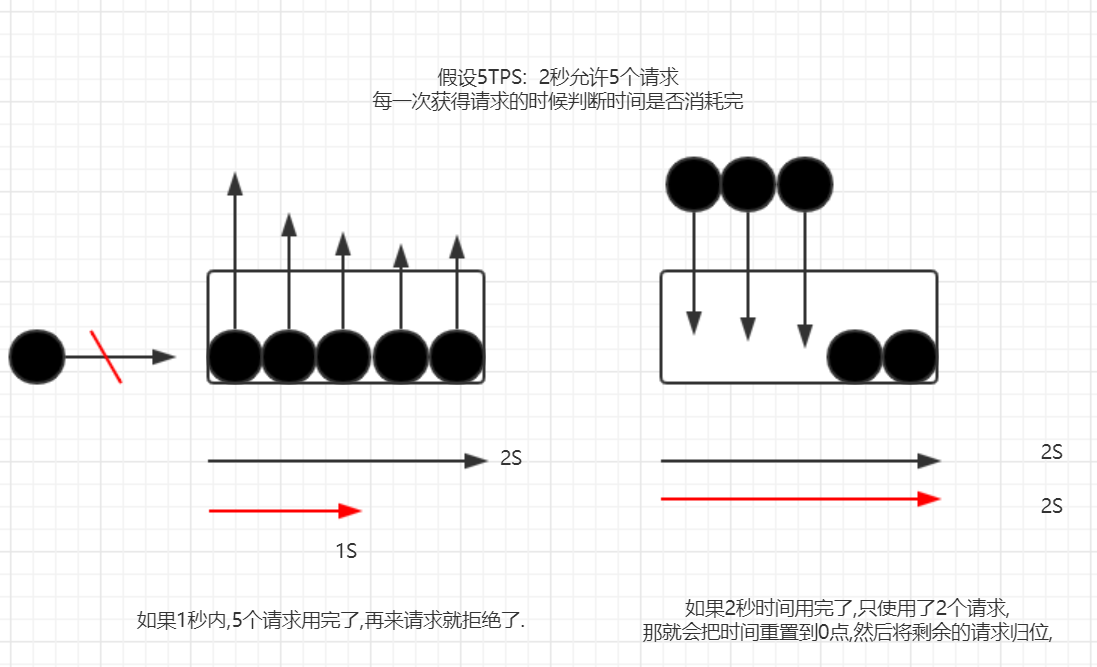 假设5TPS: 2秒允许5个请求
每一次获得请求的时候判断时间是否消耗完
2S
1S
如果1秒内,5个请求用完了,再来请求就拒绝了.
2S
2S
如果2秒时间用完了,只使用了2个请求,
那就会把时间重置到0点,然后将剩余的请求归位,